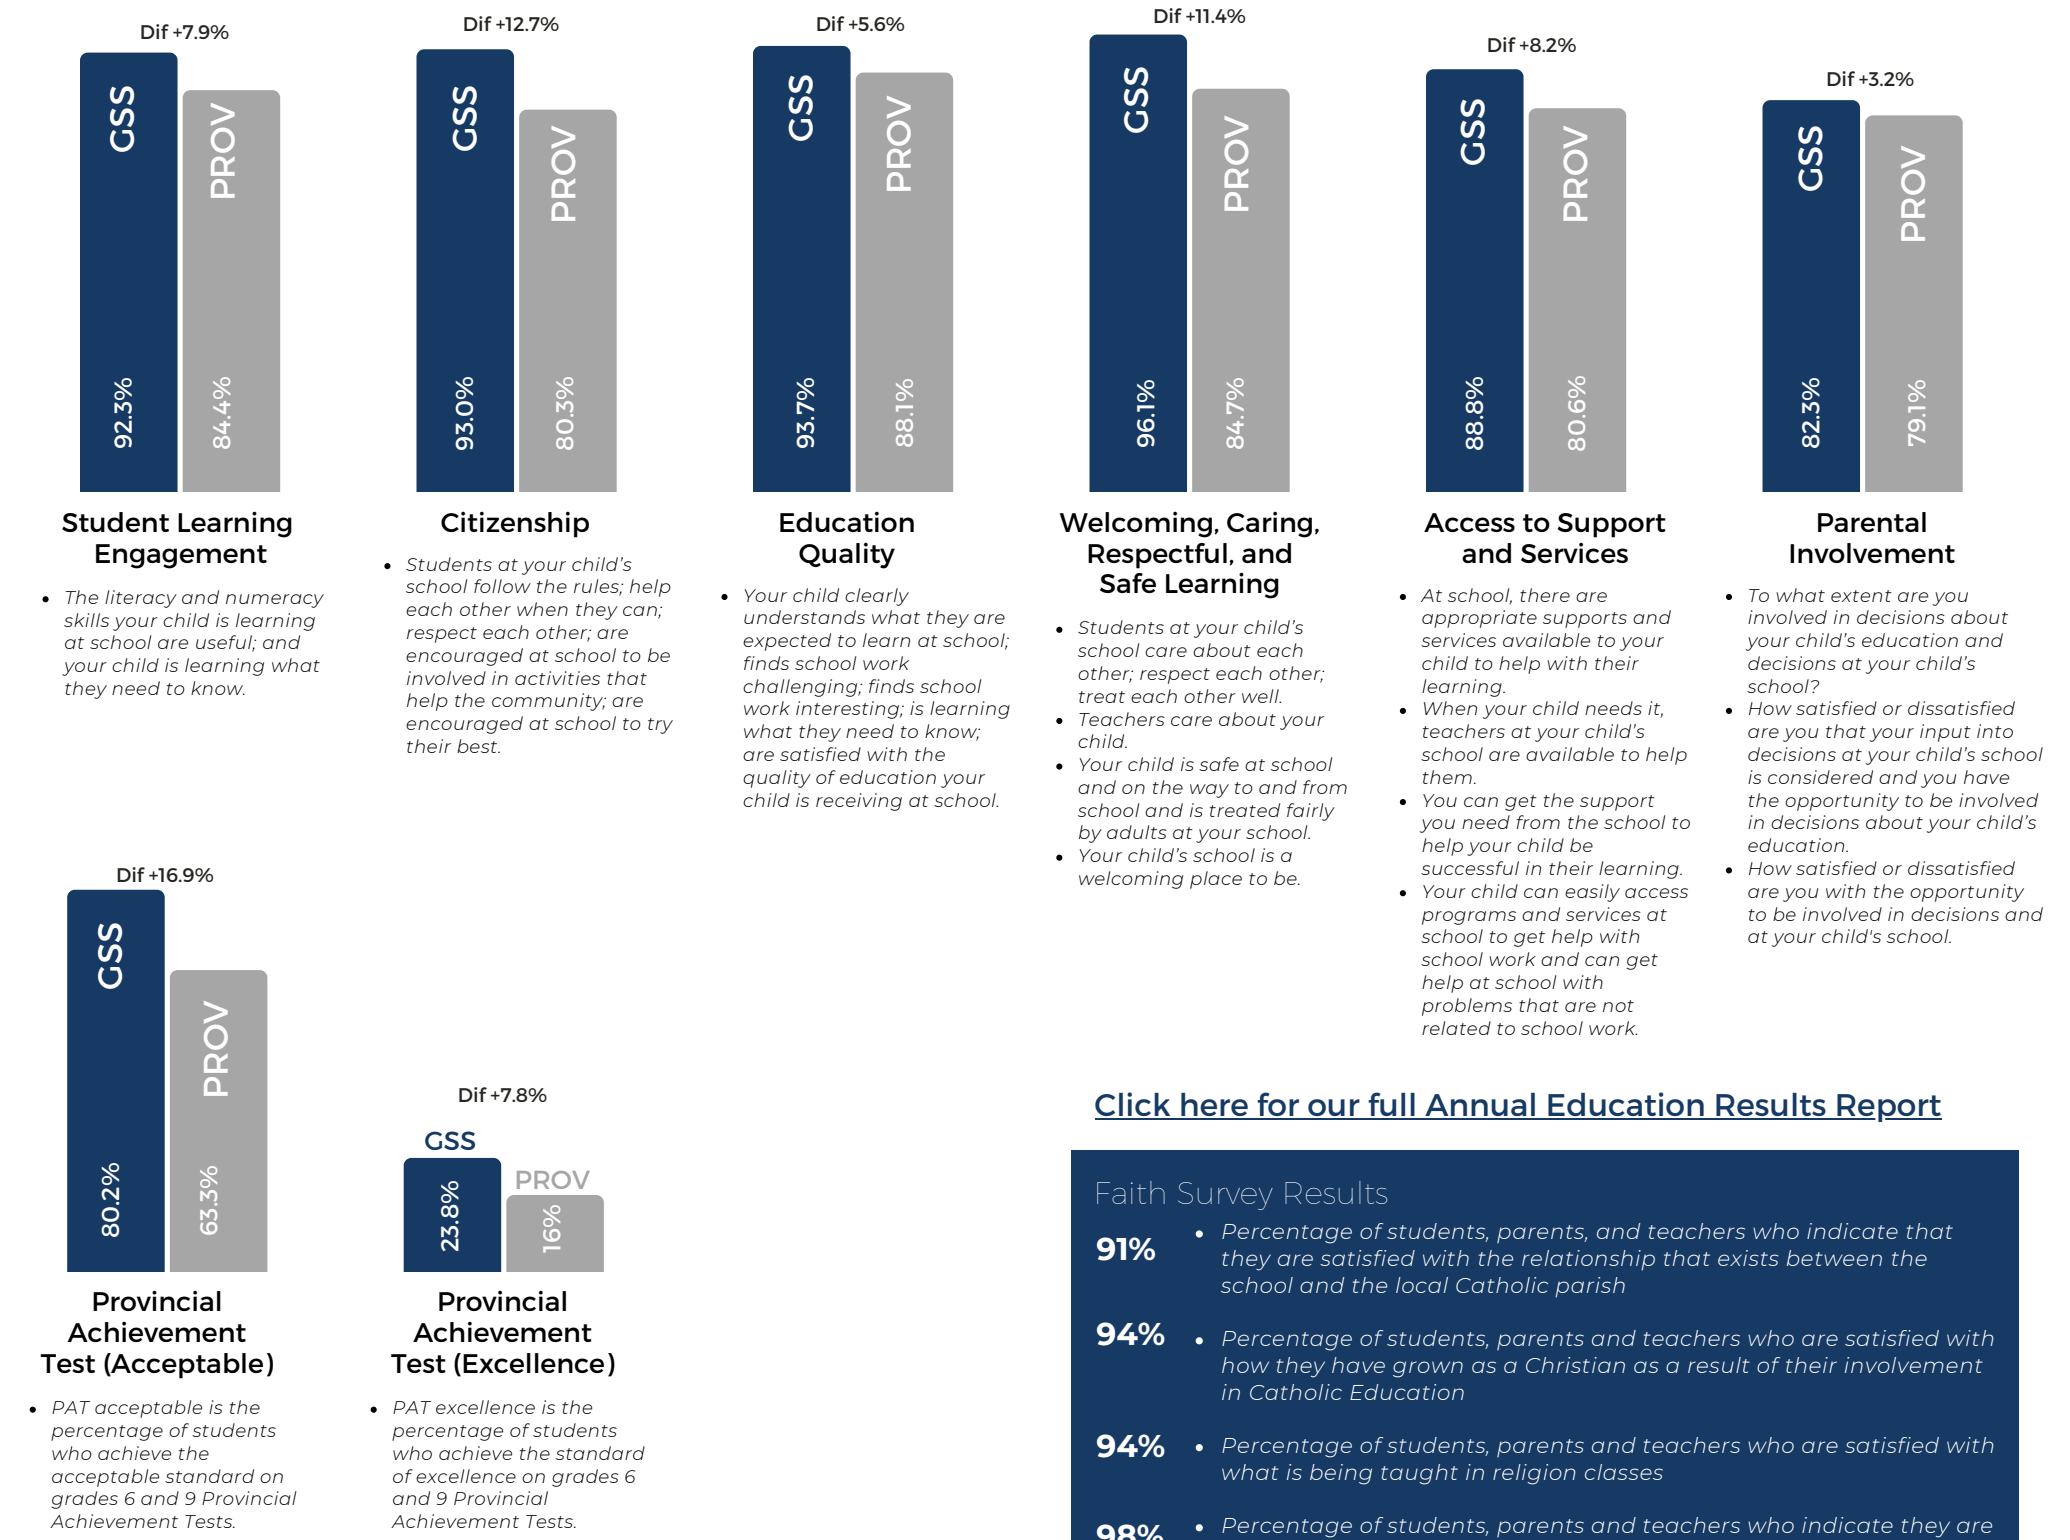 Dif +7.9%
GSS
PROV
92.3%
84.4%
Student Learning
Engagement
• The literacy and numeracy
skills your child is learning
at school are useful; and
your child is learning what
they need to know.
Dif +12.7%
GSS
PROV
93.0%
80.3%
Citizenship
• Students at your child's
school follow the rules; help
each other when they can;
respect each other; are
encouraged at school to be
involved in activities that
help the community; are
encouraged at school to try
their best.
Dif +5.6%
GSS
PROV
93.7%
88.1%
Education
Quality
• Your child clearly
understands what they are
expected to learn at school;
finds school work
challenging; finds school
work interesting; is learning
what they need to know;
are satisfied with the
quality of education your
child is receiving at school.
Dif +11.4%
GSS
PROV
96.1%
84.7%
Welcoming, Caring,
Respectful, and
Safe Learning
• Students at your child's
school care about each
other; respect each other;
treat each other well.
• Teachers care about your
child.
• Your child is safe at school
and on the way to and from
school and is treated fairly
by adults at your school.
• Your child's school is a
welcoming place to be.
Dif +8.2%
GSS
PROV
88.8%
80.6%
Access to Support
and Services
• At school, there are
appropriate supports and
services available to your
child to help with their
learning.
• When your child needs it,
teachers at your child's
school are available to help
them.
• You can get the support
you need from the school to
help your child be
successful in their learning.
• Your child can easily access
programs and services at
school to get help with
school work and can get
help at school with
problems that are not
related to school work.
Dif +3.2%
GSS
PROV
82.3%
79.1%
Parental
Involvement
• To what extent are you
involved in decisions about
your child's education and
decisions at your child's
school?
• How satisfied or dissatisfied
are you that your input into
decisions at your child's school
is considered and you have
the opportunity to be involved
in decisions about your child's
education.
• How satisfied or dissatisfied
are you with the opportunity
to be involved in decisions and
at your child's school.
Dif +16.9%
GSS
PROV
80.2%
63.3%
Provincial
Achievement
Test (Acceptable)
• PAT acceptable is the
percentage of students
who achieve the
acceptable standard on
grades 6 and 9 Provincial
Achievement Tests.
Dif +7.8%
GSS
PROV
23.8%
16%
Provincial
Achievement
Test (Excellence)
• PAT excellence is the
percentage of students
who achieve the standard
of excellence on grades 6
and 9 Provincial
Achievement Tests.
Click here for our full Annual Education Results Report
Faith Survey Results
91%
• Percentage of students, parents, and teachers who indicate that
they are satisfied with the relationship that exists between the
school and the local Catholic parish
94%
• Percentage of students, parents and teachers who are satisfied with
how they have grown as a Christian as a result of their involvement
in Catholic Education
94%
• Percentage of students, parents and teachers who are satisfied with
what is being taught in religion classes
98%
• Percentage of students, parents and teachers who indicate they are